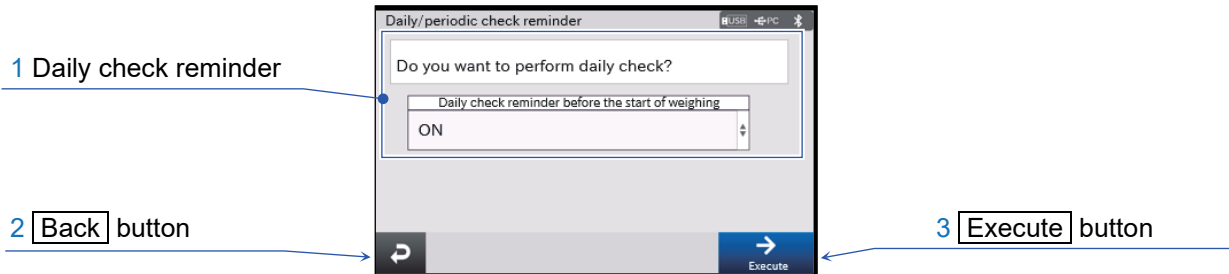 Daily/periodic check reminder USB PC
1 Daily check reminder
Do you want to perform daily check?
Daily check reminder before the start of weighing
ON
2 Back button
3 Execute button
Execute